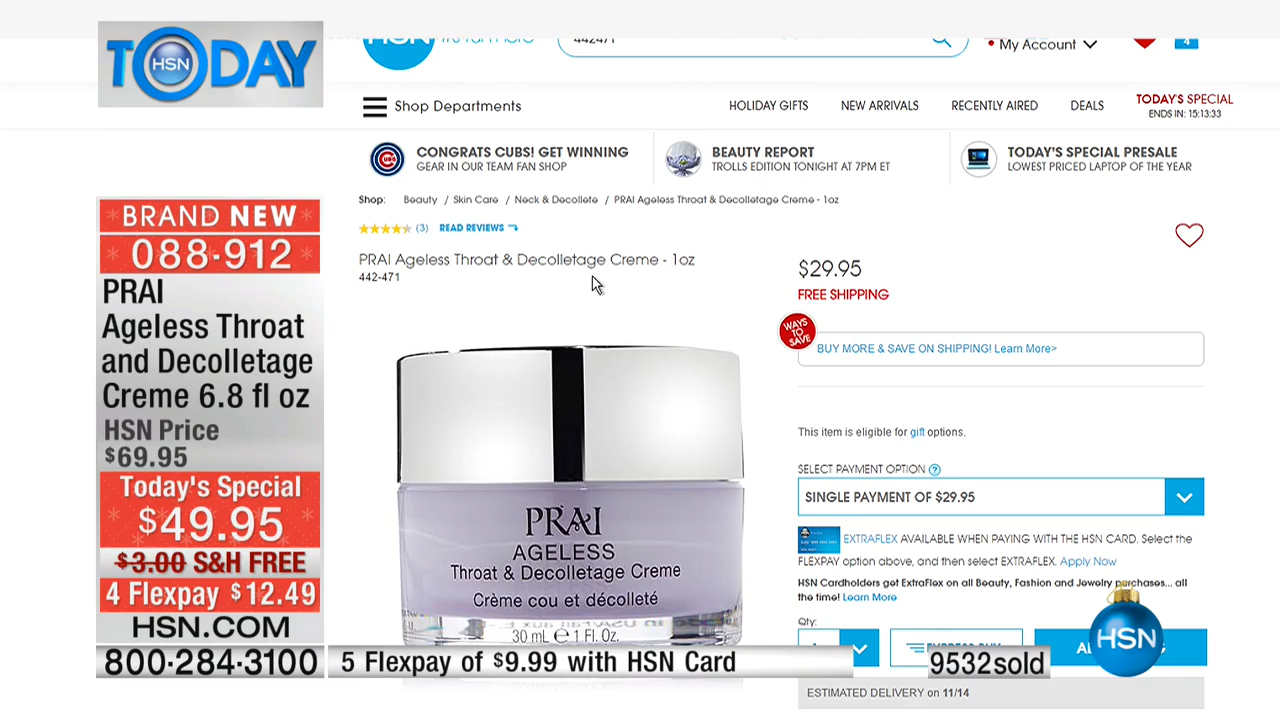 TODAY
HSN
HSN
442471
My Account
4
Shop Departments
HOLIDAY GIFTS
NEW ARRIVALS
RECENTLY AIRED
DEALS
TODAY'S SPECIAL
ENDS IN: 15:13:33
CUBS
CONGRATS CUBS! GET WINNING
GEAR IN OUR TEAM FAN SHOP
BEAUTY REPORT
TROLLS EDITION TONIGHT AT 7PM ET
TODAY'S SPECIAL PRESALE
LOWEST PRICED LAPTOP OF THE YEAR
Shop: Beauty / Skin Care / Neck & Decollete / PRAI Ageless Throat & Decolletage Creme - 1oz
(3) READ REVIEWS
PRAI Ageless Throat & Decolletage Creme - 1oz
442-471
BRAND NEW
088-912
PRAI
Ageless Throat
and Decolletage
Creme 6.8 fl oz
HSN Price
$69.95
Today's Special
$49.95
$3.00 S&H FREE
4 Flexpay $12.49
HSN.COM
800-284-3100
PRAI
AGELESS
Throat & Decolletage Creme
Crème cou et décolleté
30 mL e 1 Fl. Oz.
$29.95
FREE SHIPPING
WAYS TO SAVE
BUY MORE & SAVE ON SHIPPING! Learn More>
This item is eligible for gift options.
SELECT PAYMENT OPTION ?
SINGLE PAYMENT OF $29.95
EXTRAFLEX AVAILABLE WHEN PAYING WITH THE HSN CARD. Select the
FLEXPAY option above, and then select EXTRAFLEX. Apply Now
HSN Cardholders get ExtraFlex on all Beauty, Fashion and Jewelry purchases... all
the time! Learn More
Qty:
HSN
5 Flexpay of $9.99 with HSN Card
9532sold
ESTIMATED DELIVERY on 11/14